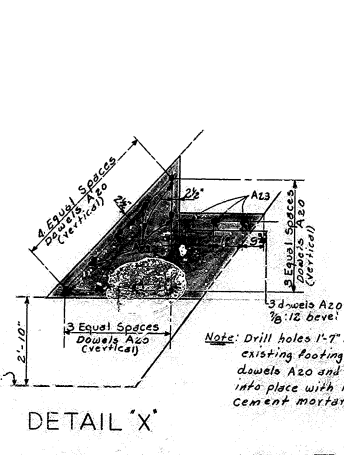 4 Equal Spaces
Dowels A20
(vertical)
2½"
2½"
A23
3 Equal Spaces
Dowels A20
(vertical)
9"
3 dowels A20
⅞:12 bevel
3 Equal Spaces
Dowels A20
(vertical)
2'-10"
Note: Drill holes 1'-7"
existing footing
dowels A20 and
into place with
cement mortar
DETAIL "X"